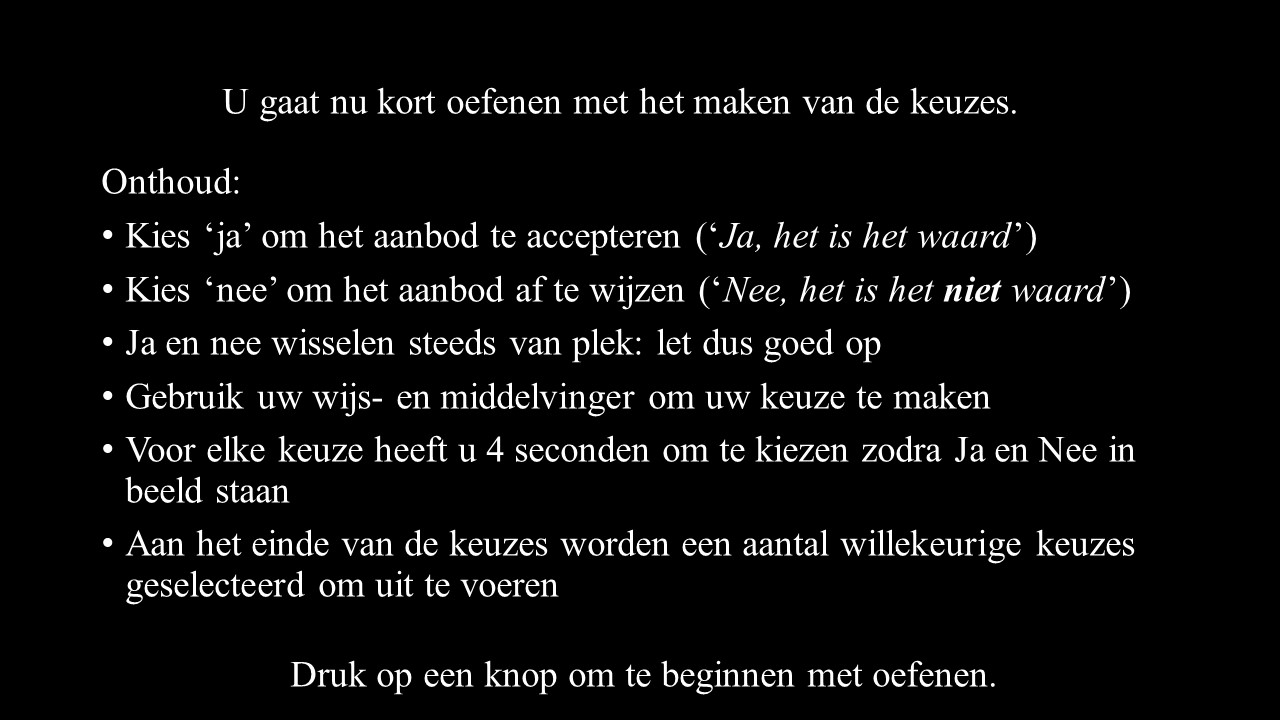 U gaat nu kort oefenen met het maken van de keuzes.
Onthoud:
• Kies ‘ja’ om het aanbod te accepteren (‘Ja, het is het waard’)
• Kies ‘nee’ om het aanbod af te wijzen (‘Nee, het is het niet waard’)
• Ja en nee wisselen steeds van plek: let dus goed op
• Gebruik uw wijs- en middelvinger om uw keuze te maken
• Voor elke keuze heeft u 4 seconden om te kiezen zodra Ja en Nee in
beeld staan
• Aan het einde van de keuzes worden een aantal willekeurige keuzes
geselecteerd om uit te voeren
Druk op een knop om te beginnen met oefenen.